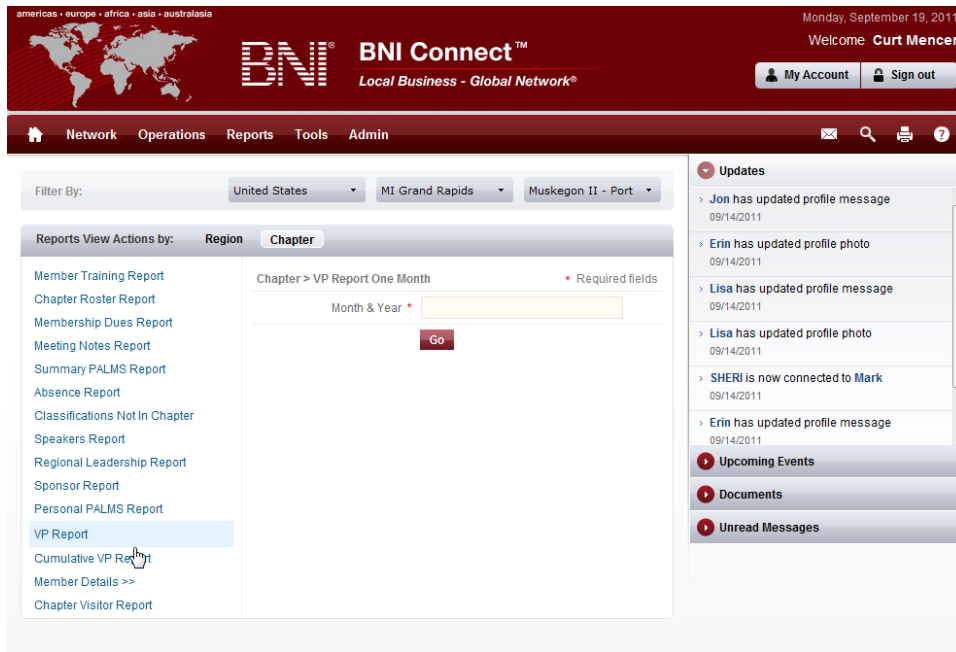 americas • europe • africa • asia • australasia
Monday, September 19, 2011
Welcome Curt Mencer
BNI®
BNI Connect™
Local Business - Global Network®
My Account
Sign out
Network Operations Reports Tools Admin
Filter By:
United States
MI Grand Rapids
Muskegon II - Port
Reports View Actions by: Region Chapter
Member Training Report
Chapter Roster Report
Membership Dues Report
Meeting Notes Report
Summary PALMS Report
Absence Report
Classifications Not In Chapter
Speakers Report
Regional Leadership Report
Sponsor Report
Personal PALMS Report
VP Report
Cumulative VP Report
Member Details >>
Chapter Visitor Report
Chapter > VP Report One Month
* Required fields
Month & Year *
Go
Updates
› Jon has updated profile message
09/14/2011
› Erin has updated profile photo
09/14/2011
› Lisa has updated profile message
09/14/2011
› Lisa has updated profile photo
09/14/2011
› SHERI is now connected to Mark
09/14/2011
› Erin has updated profile message
09/14/2011
Upcoming Events
Documents
Unread Messages